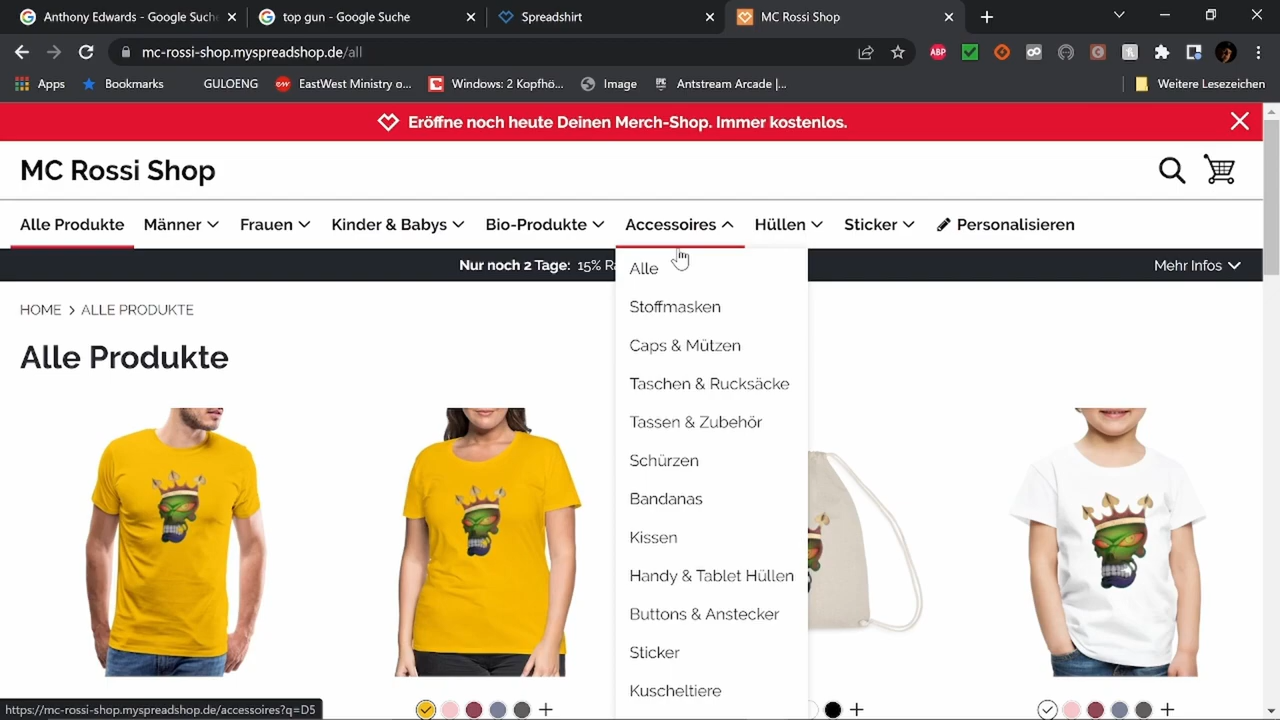 Anthony Edwards - Google Suche
top gun - Google Suche
Spreadshirt
MC Rossi Shop
mc-rossi-shop.myspreadshop.de/all
ABP
Apps
Bookmarks
GULOENG
EastWest Ministry o...
Windows: 2 Kopfhö...
Image
Antstream Arcade |...
Weitere Lesezeichen
Eröffne noch heute Deinen Merch-Shop. Immer kostenlos.
MC Rossi Shop
Alle Produkte
Männer
Frauen
Kinder & Babys
Bio-Produkte
Accessoires
Hüllen
Sticker
Personalisieren
Nur noch 2 Tage: 15%
Mehr Infos
HOME > ALLE PRODUKTE
Alle Produkte
Alle
Stoffmasken
Caps & Mützen
Taschen & Rucksäcke
Tassen & Zubehör
Schürzen
Bandanas
Kissen
Handy & Tablet Hüllen
Buttons & Anstecker
Sticker
Kuscheltiere
https://mc-rossi-shop.myspreadshop.de/accessoires?q=D5